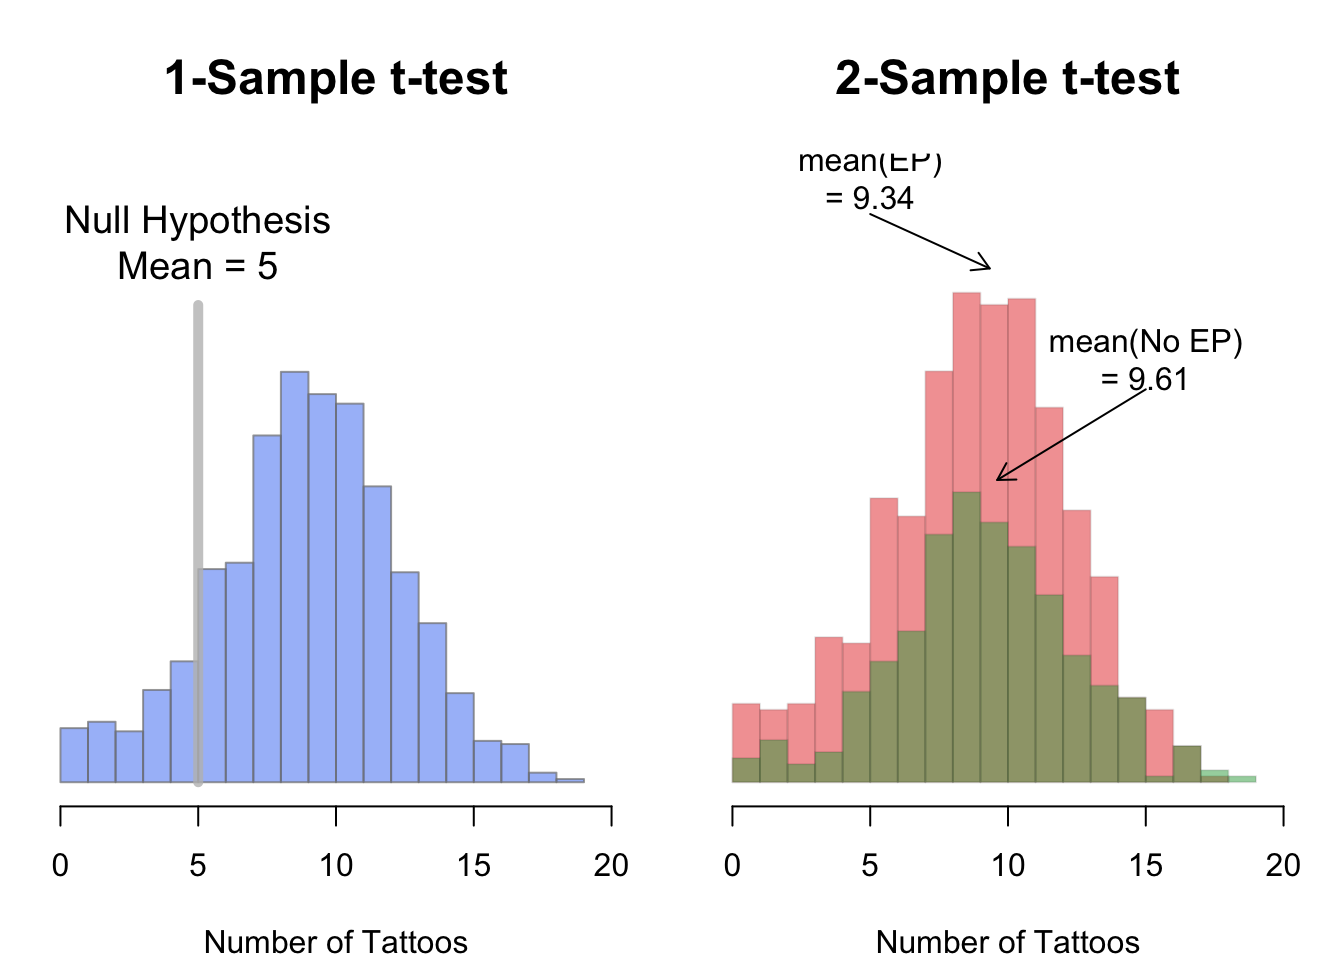 1-Sample t-test
Null Hypothesis
Mean = 5
0 5 10 15 20
Number of Tattoos
2-Sample t-test
mean(EP)
= 9.34
mean(No EP)
= 9.61
0 5 10 15 20
Number of Tattoos